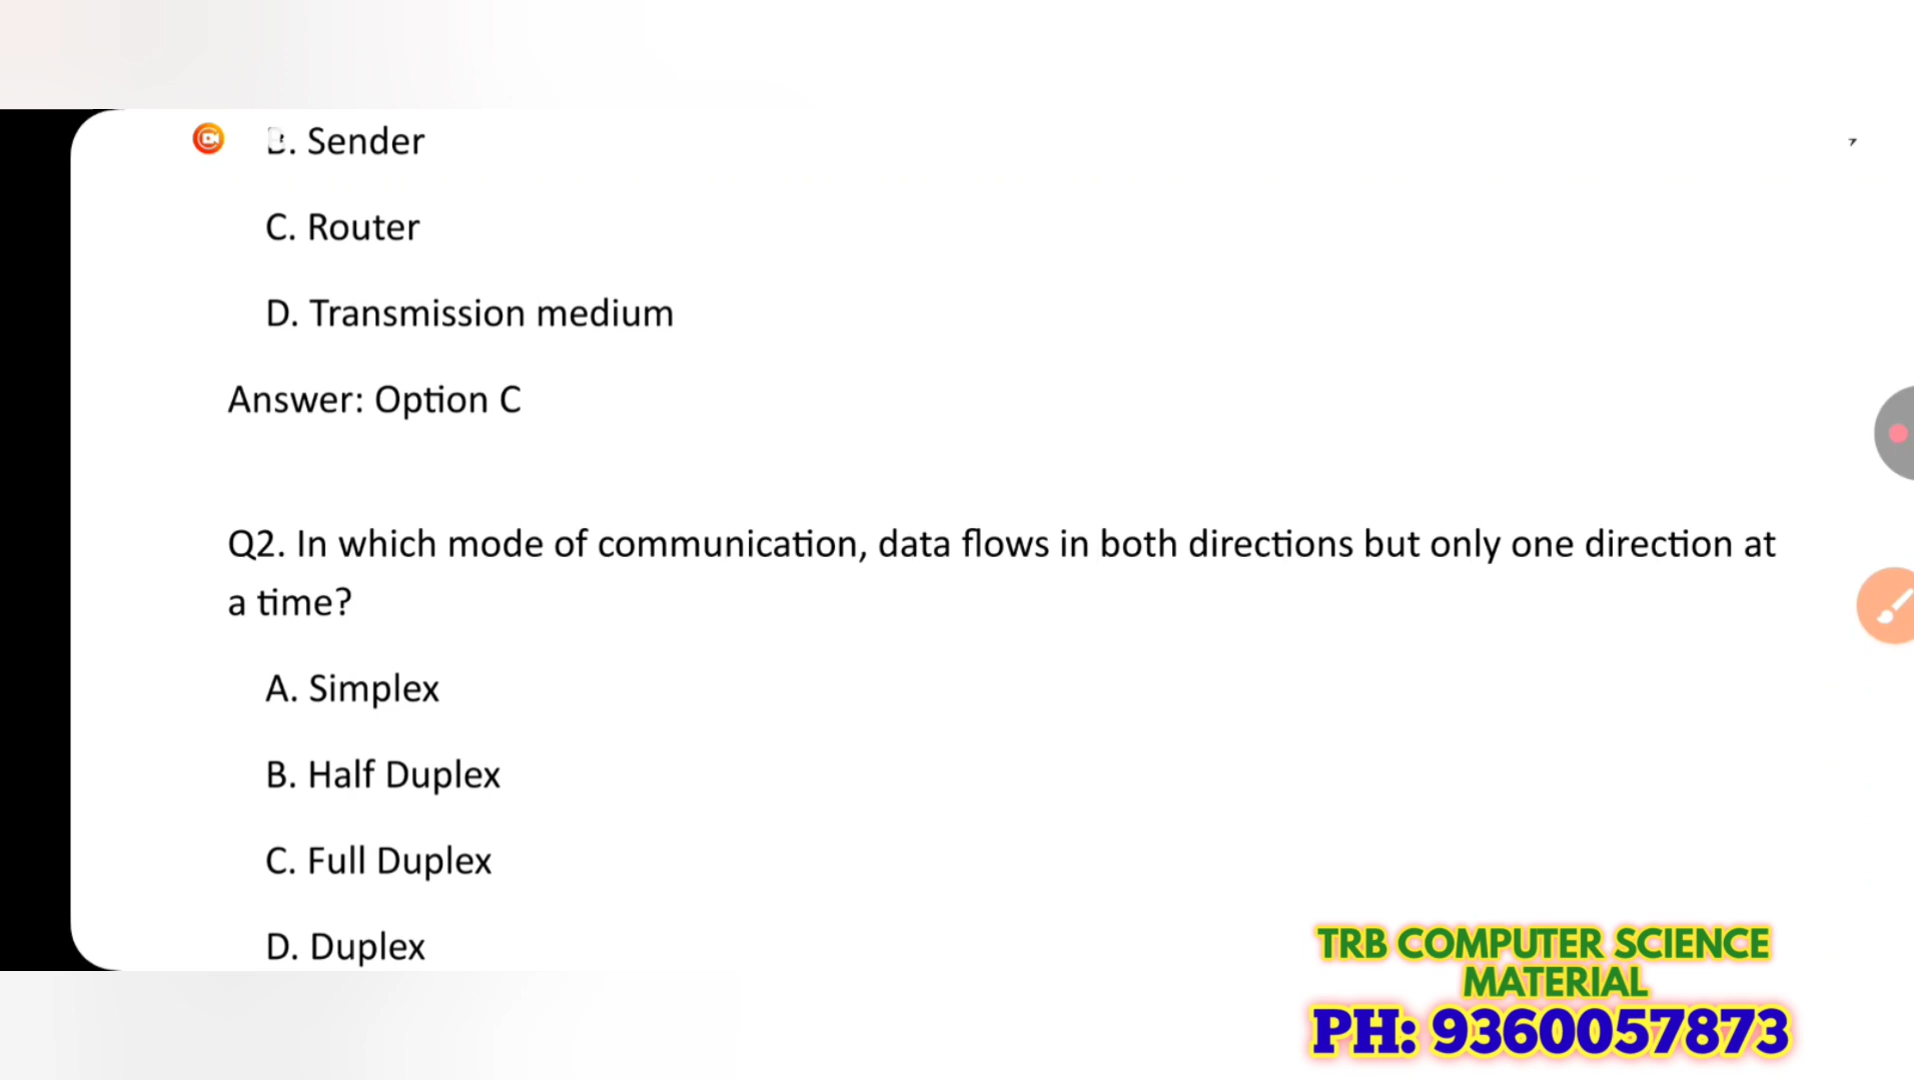 B. Sender
C. Router
D. Transmission medium
Answer: Option C
Q2. In which mode of communication, data flows in both directions but only one direction at
a time?
A. Simplex
B. Half Duplex
C. Full Duplex
D. Duplex
TRB COMPUTER SCIENCE
MATERIAL
PH: 9360057873